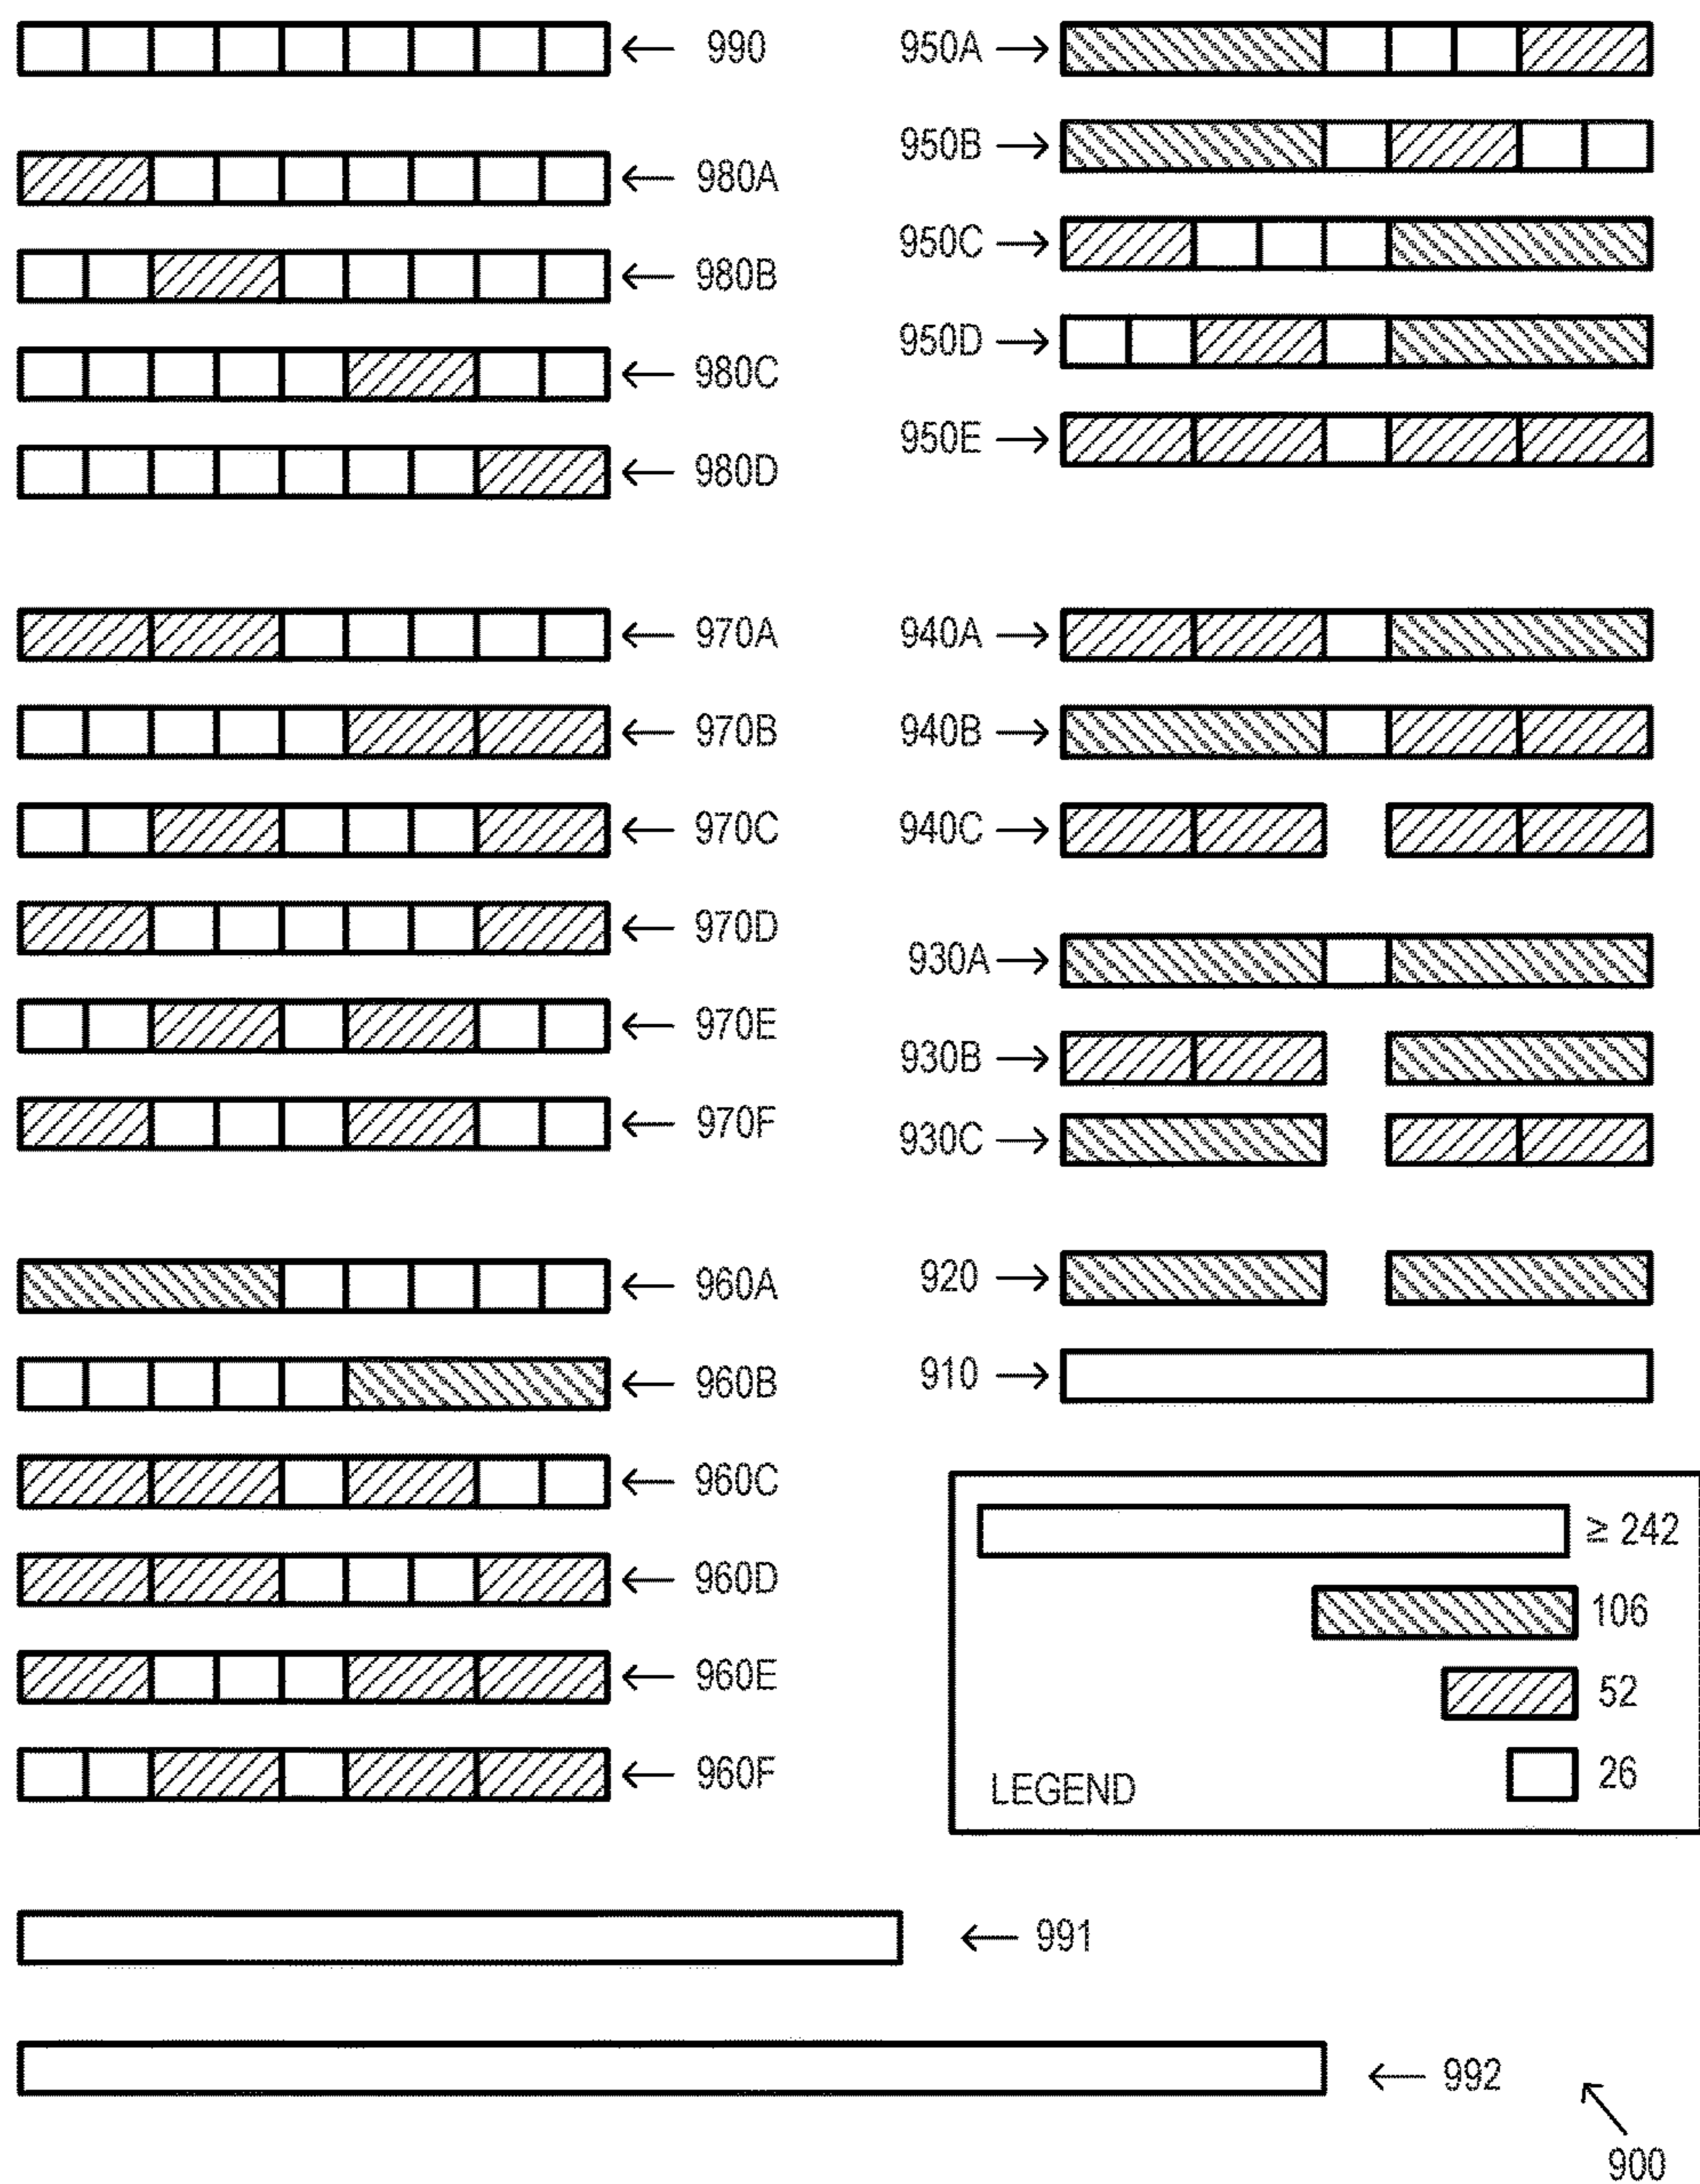 990
980A
980B
980C
980D
970A
970B
970C
970D
970E
970F
960A
960B
960C
960D
960E
960F
950A
950B
950C
950D
950E
940A
940B
940C
930A
930B
930C
920
910
≥ 242
106
52
26
LEGEND
991
992
900